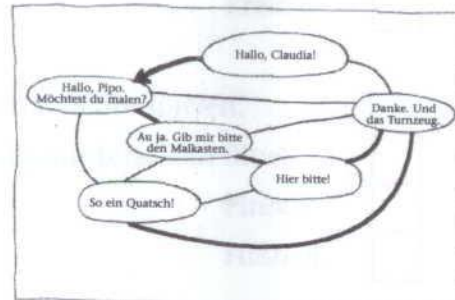 Hallo, Claudia!
Hallo, Pipo.
Möchtest du malen?
Danke. Und
das Turnzeug.
Au ja. Gib mir bitte
den Malkasten.
Hier bitte!
So ein Quatsch!